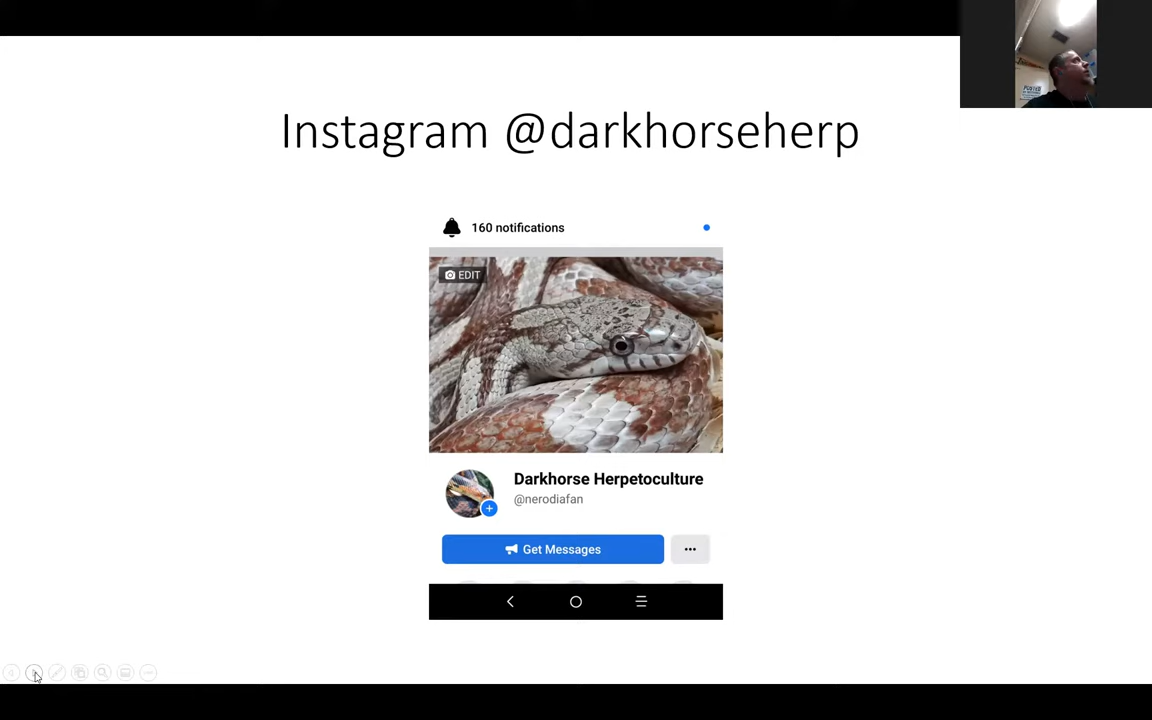 Instagram @darkhorseherp
160 notifications
EDIT
Darkhorse Herpetoculture
@nerodiafan
Get Messages